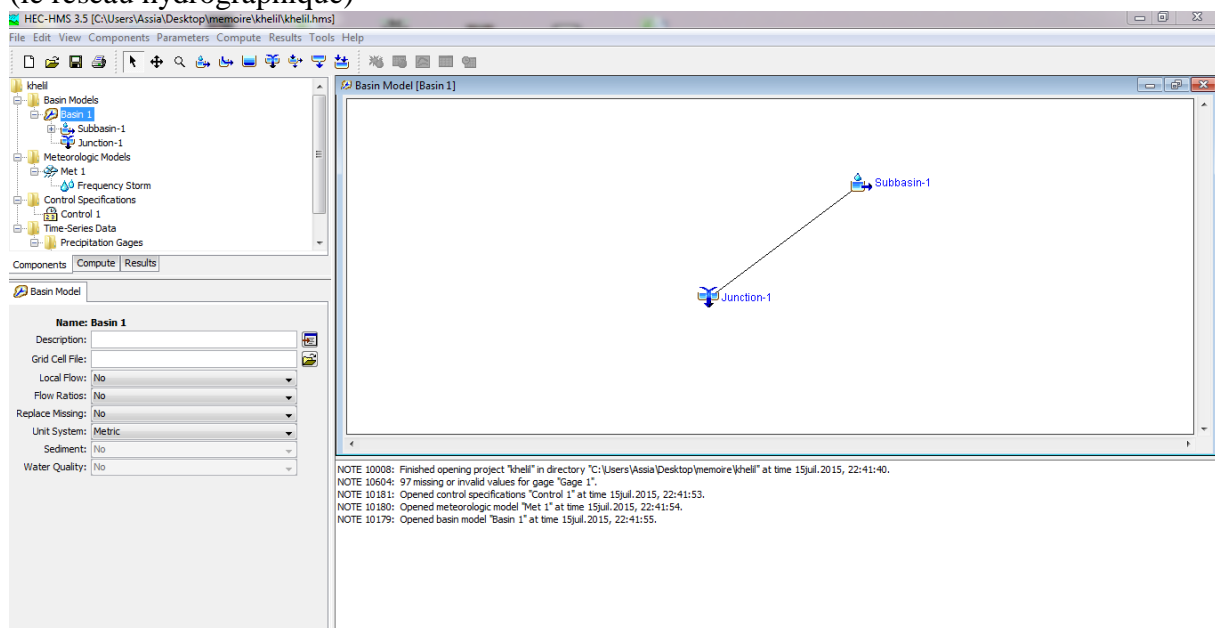 (le réseau hydrographique)
HEC-HMS 3.5 [C:\Users\Assia\Desktop\memoire\khelil\khelil.hms]
File Edit View Components Parameters Compute Results Tools Help
khelil
Basin Models
Basin 1
Subbasin-1
Junction-1
Meteorologic Models
Met 1
Frequency Storm
Control Specifications
Control 1
Time-Series Data
Precipitation Gages
Components Compute Results
Basin Model
Name: Basin 1
Description:
Grid Cell File:
Local Flow: No
Flow Ratios: No
Replace Missing: No
Unit System: Metric
Sediment: No
Water Quality: No
Basin Model [Basin 1]
Subbasin-1
Junction-1
NOTE 10008: Finished opening project "khelil" in directory "C:\Users\Assia\Desktop\memoire\khelil" at time 15juil.2015, 22:41:40.
NOTE 10604: 97 missing or invalid values for gage "Gage 1".
NOTE 10181: Opened control specifications "Control 1" at time 15juil.2015, 22:41:53.
NOTE 10180: Opened meteorologic model "Met 1" at time 15juil.2015, 22:41:54.
NOTE 10179: Opened basin model "Basin 1" at time 15juil.2015, 22:41:55.